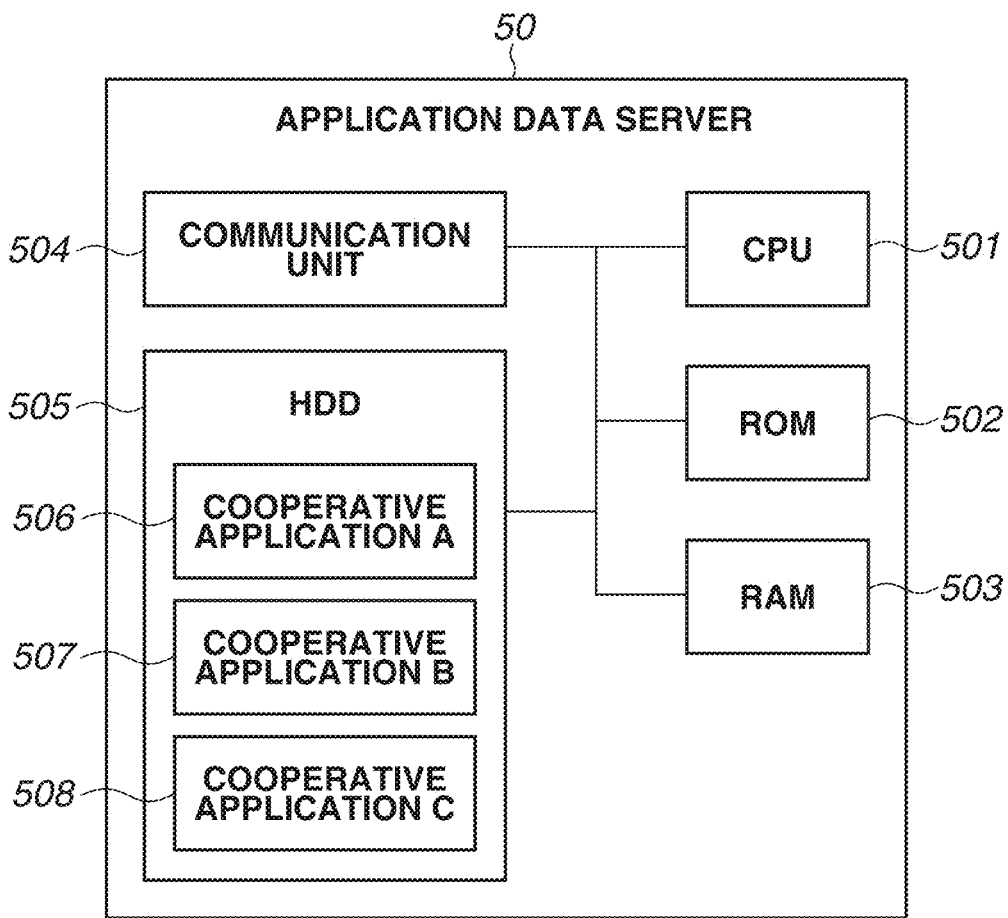 50
APPLICATION DATA SERVER
504
COMMUNICATION
UNIT
CPU
501
505
HDD
ROM
502
506
COOPERATIVE
APPLICATION A
RAM
503
507
COOPERATIVE
APPLICATION B
508
COOPERATIVE
APPLICATION C